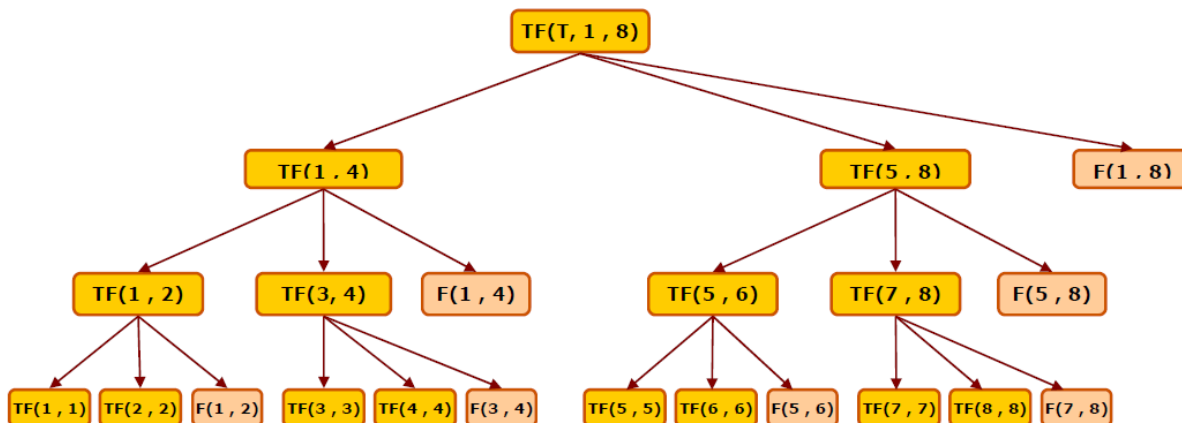 TF(T, 1 , 8)
TF(1 , 4)
TF(5 , 8)
F(1 , 8)
TF(1 , 2)
TF(3, 4)
F(1 , 4)
TF(5 , 6)
TF(7 , 8)
F(5 , 8)
TF(1 , 1)
TF(2 , 2)
F(1 , 2)
TF(3 , 3)
TF(4 , 4)
F(3 , 4)
TF(5 , 5)
TF(6 , 6)
F(5 , 6)
TF(7 , 7)
TF(8 , 8)
F(7 , 8)